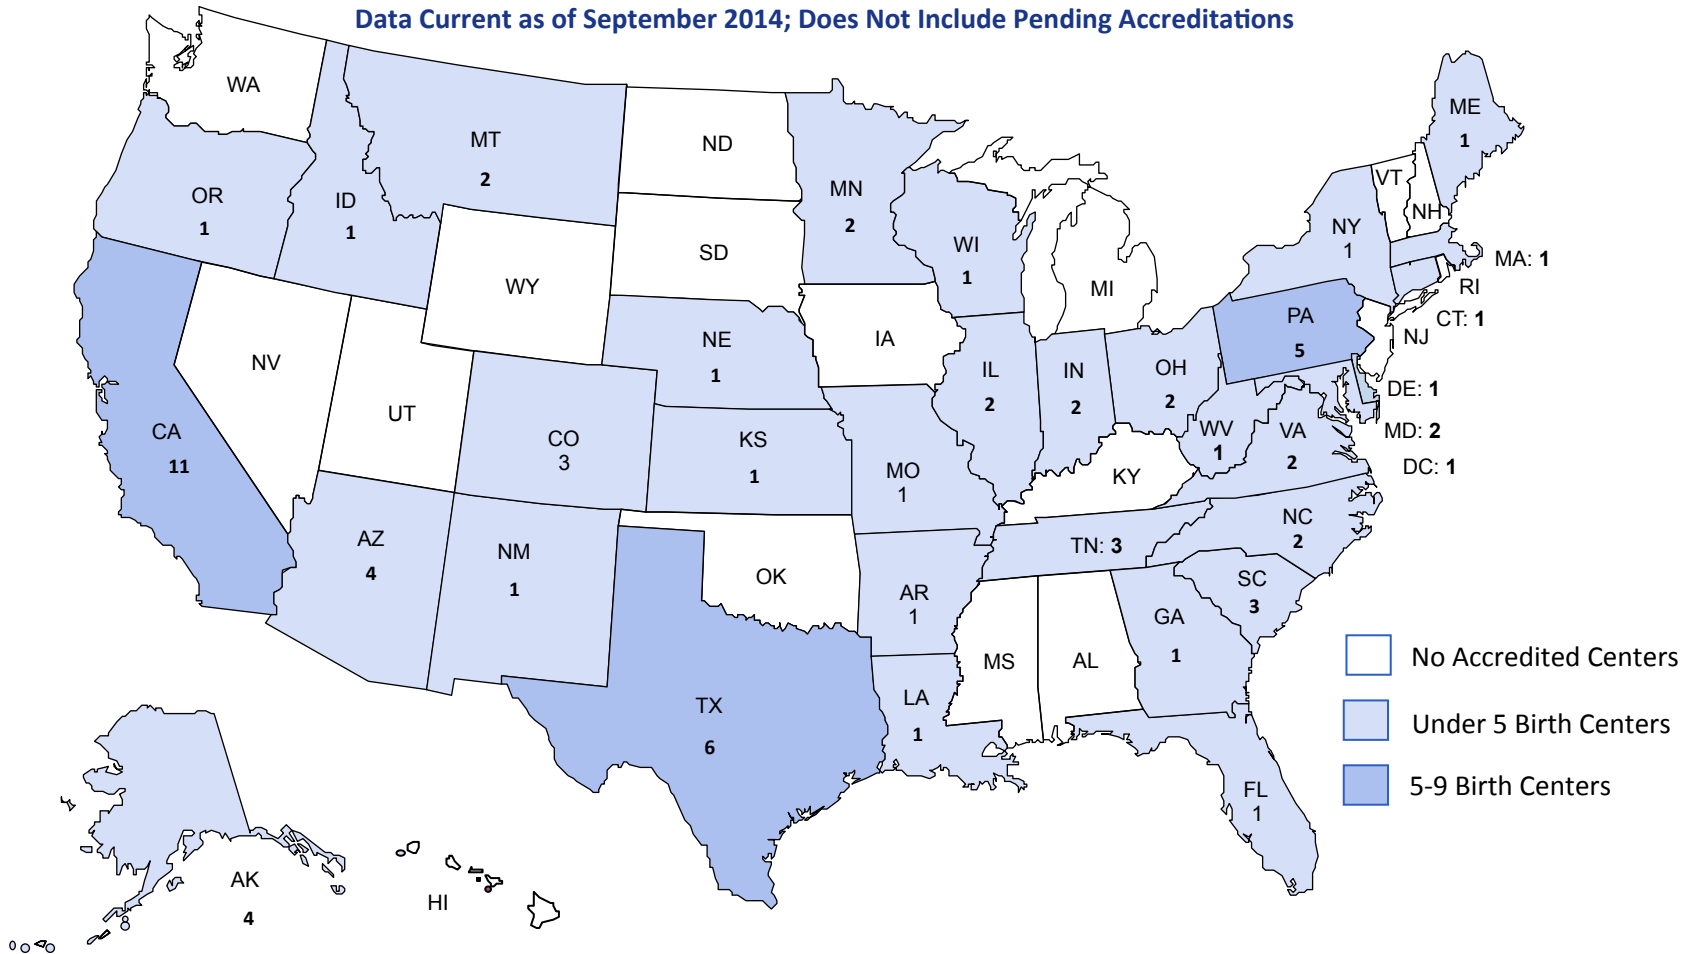 Data Current as of September 2014; Does Not Include Pending Accreditations
WA
MT
2
ND
MN
2
ME
1
OR
1
ID
1
SD
WI
1
MI
NY
1
VT
NH
MA: 1
RI
CT: 1
NJ
WY
NE
1
IA
PA
5
NV
UT
CO
3
KS
1
IL
2
IN
2
OH
2
DE: 1
MD: 2
DC: 1
CA
11
MO
1
KY
WV
1
VA
2
AZ
4
NM
1
OK
AR
1
TN: 3
NC
2
SC
3
GA
1
MS
AL
LA
1
TX
6
FL
1
AK
4
HI
No Accredited Centers
Under 5 Birth Centers
5-9 Birth Centers